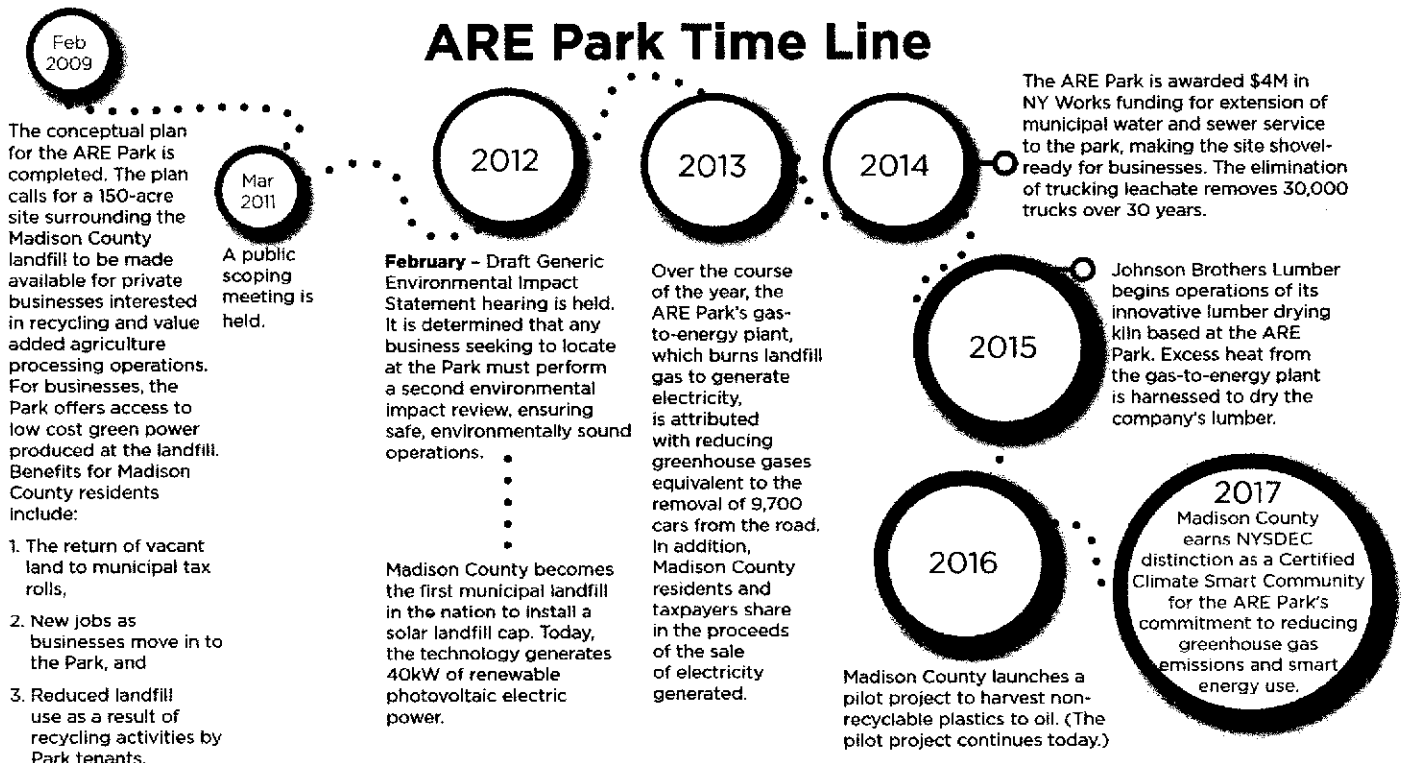 ARE Park Time Line
Feb
2009
The conceptual plan
for the ARE Park is
completed. The plan
calls for a 150-acre
site surrounding the
Madison County
landfill to be made
available for private
businesses interested
in recycling and value
added agriculture
processing operations.
For businesses, the
Park offers access to
low cost green power
produced at the landfill.
Benefits for Madison
County residents
include:
1. The return of vacant
land to municipal tax
rolls,
2. New jobs as
businesses move in to
the Park, and
3. Reduced landfill
use as a result of
recycling activities by
Park tenants.
Mar
2011
A public
scoping
meeting is
held.
2012
February – Draft Generic
Environmental Impact
Statement hearing is held.
It is determined that any
business seeking to locate
at the Park must perform
a second environmental
impact review, ensuring
safe, environmentally sound
operations.
Madison County becomes
the first municipal landfill
in the nation to install a
solar landfill cap. Today,
the technology generates
40kW of renewable
photovoltaic electric
power.
2013
Over the course
of the year, the
ARE Park's gas-
to-energy plant,
which burns landfill
gas to generate
electricity,
is attributed
with reducing
greenhouse gases
equivalent to the
removal of 9,700
cars from the road.
In addition,
Madison County
residents and
taxpayers share
in the proceeds
of the sale
of electricity
generated.
2014
The ARE Park is awarded $4M in
NY Works funding for extension of
municipal water and sewer service
to the park, making the site shovel-
ready for businesses. The elimination
of trucking leachate removes 30,000
trucks over 30 years.
2015
Johnson Brothers Lumber
begins operations of its
innovative lumber drying
kiln based at the ARE
Park. Excess heat from
the gas-to-energy plant
is harnessed to dry the
company's lumber.
2016
Madison County launches a
pilot project to harvest non-
recyclable plastics to oil. (The
pilot project continues today.)
2017
Madison County
earns NYSDEC
distinction as a Certified
Climate Smart Community
for the ARE Park's
commitment to reducing
greenhouse gas
emissions and smart
energy use.